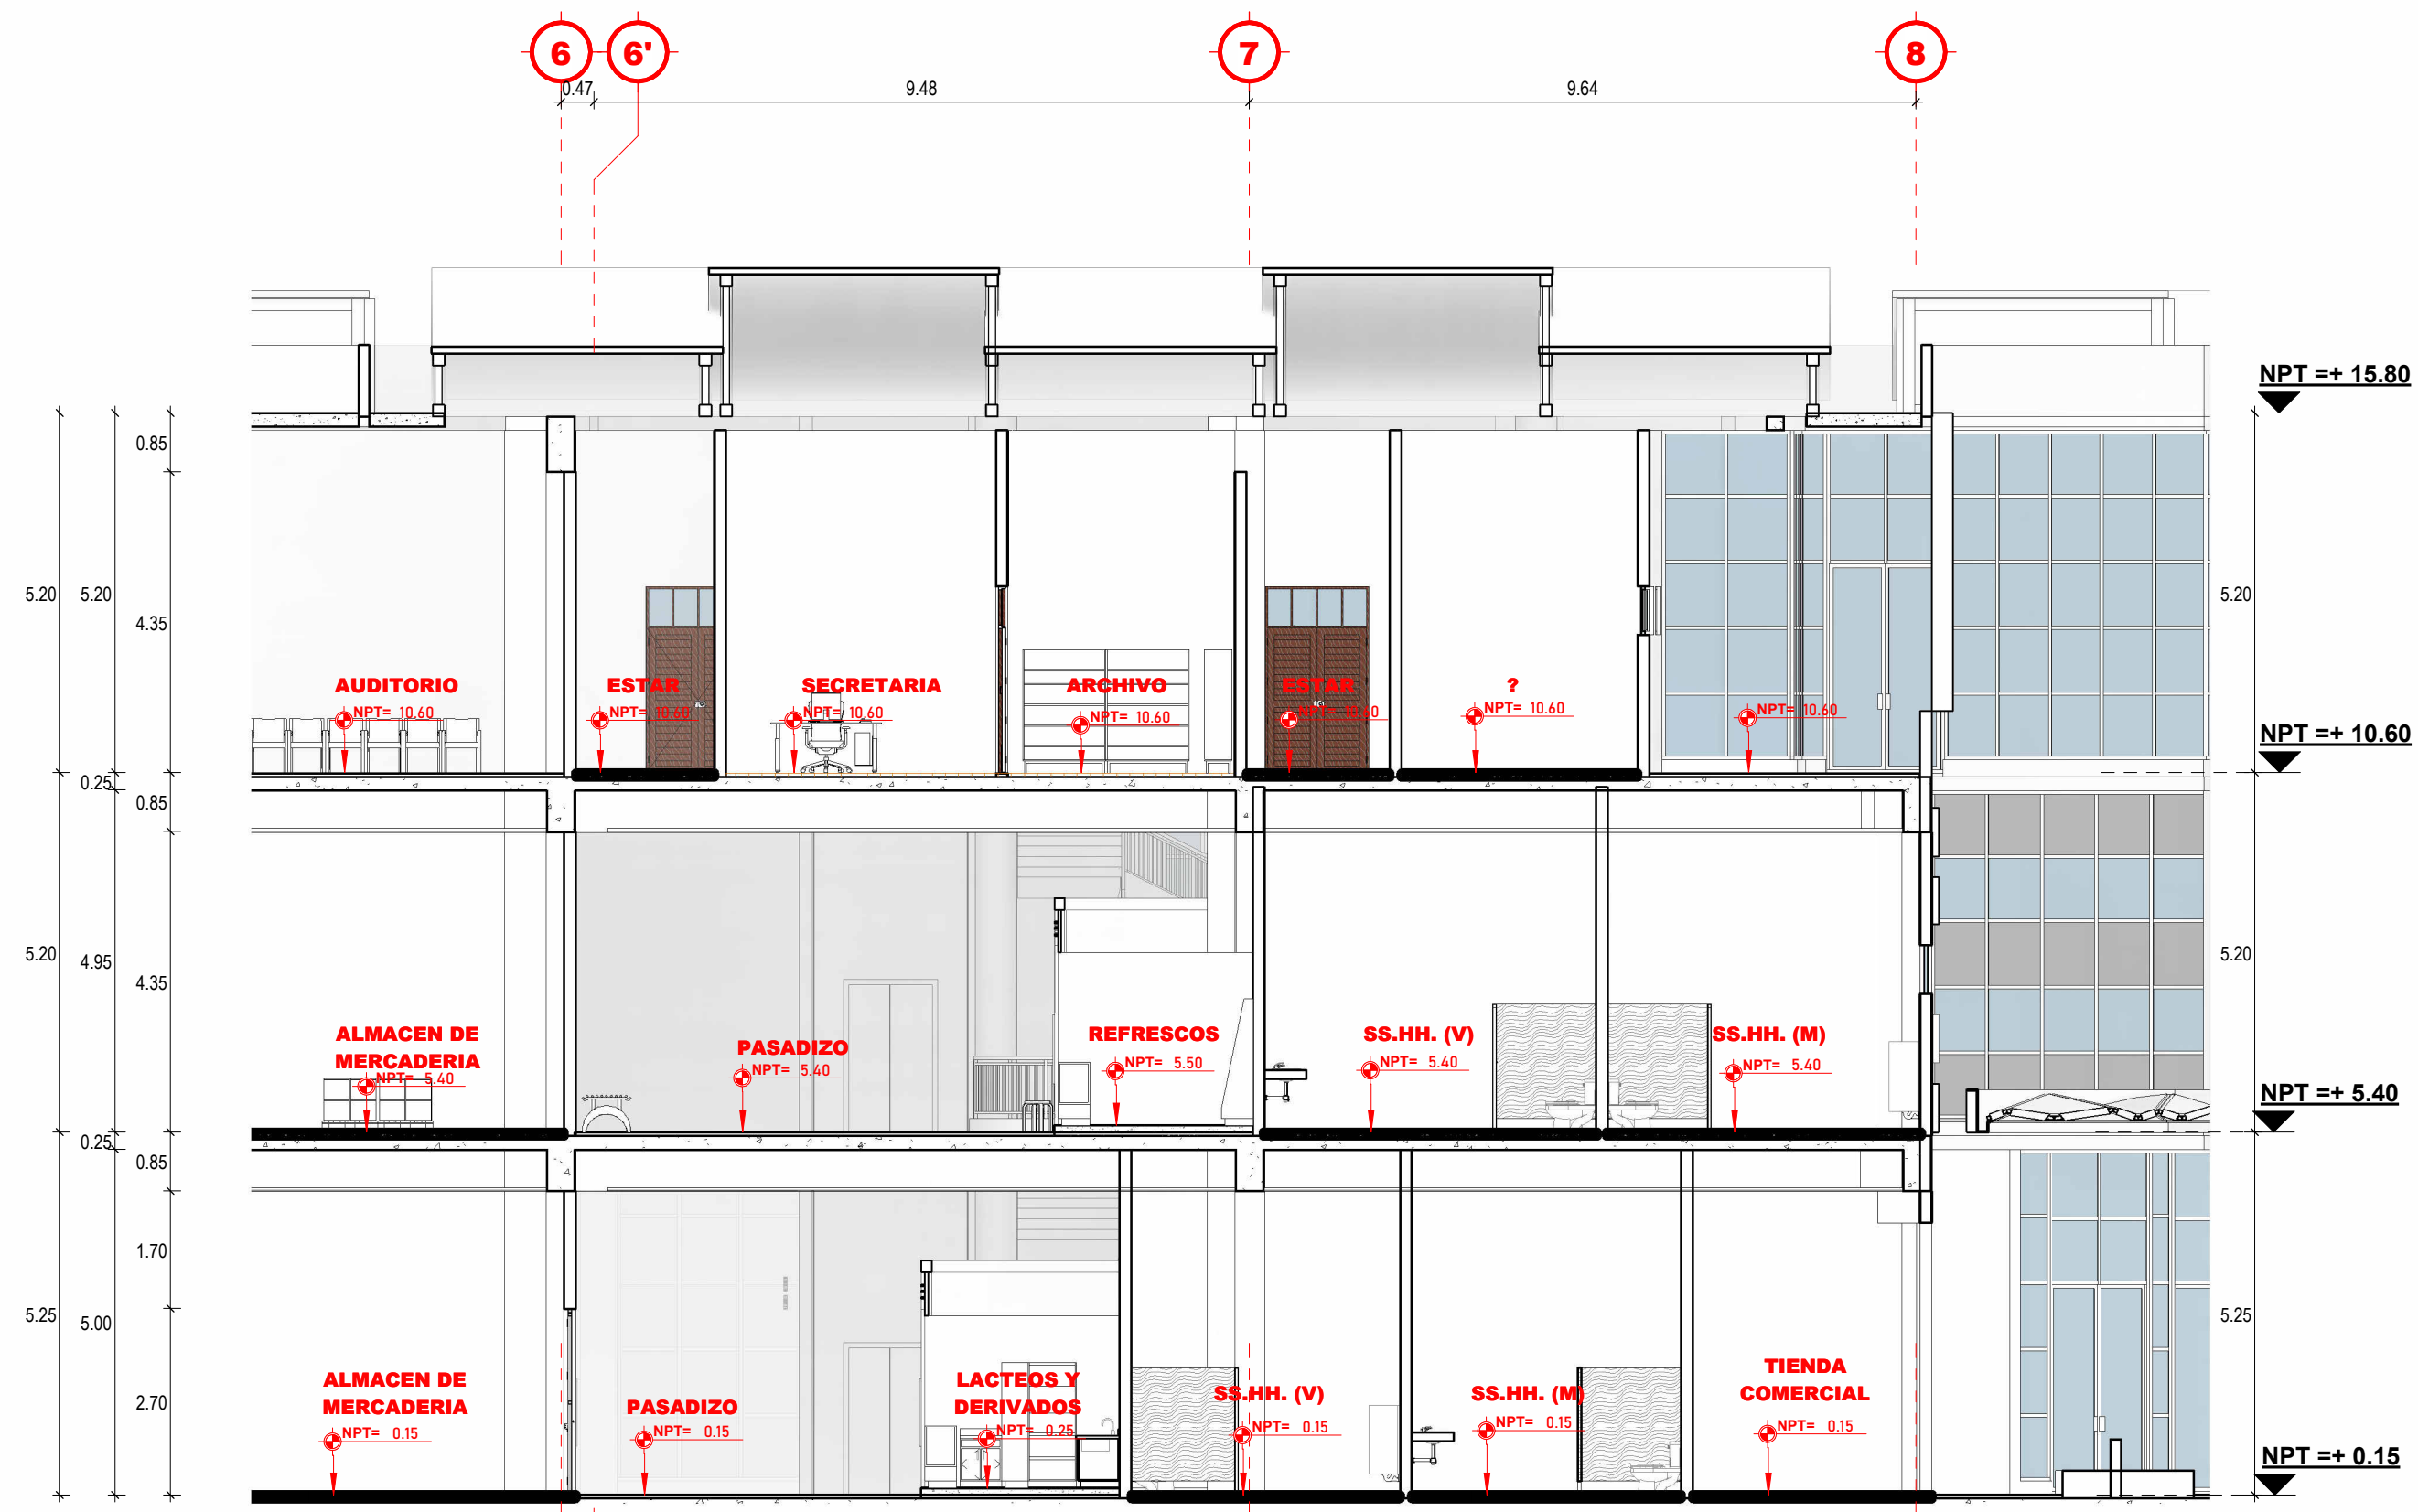 6 6' 7 8
0.47 9.48 9.64
NPT =+ 15.80
0.85
5.20 5.20 4.35 5.20
AUDITORIO ESTAR SECRETARIA ARCHIVO ESTAR ?
NPT= 10.60 NPT= 10.60 NPT= 10.60 NPT= 10.60 NPT= 10.60 NPT= 10.60 NPT= 10.60
NPT =+ 10.60
0.25
0.85
5.20 4.95 4.35 5.20
ALMACEN DE
MERCADERIA
NPT= 5.40
PASADIZO
NPT= 5.40
REFRESCOS
NPT= 5.50
SS.HH. (V)
NPT= 5.40
SS.HH. (M)
NPT= 5.40
NPT =+ 5.40
0.25
0.85
1.70
5.25 5.00 5.25
2.70
ALMACEN DE
MERCADERIA
NPT= 0.15
PASADIZO
NPT= 0.15
LACTEOS Y
DERIVADOS
NPT= 0.25
SS.HH. (V)
NPT= 0.15
SS.HH. (M)
NPT= 0.15
TIENDA
COMERCIAL
NPT= 0.15
NPT =+ 0.15